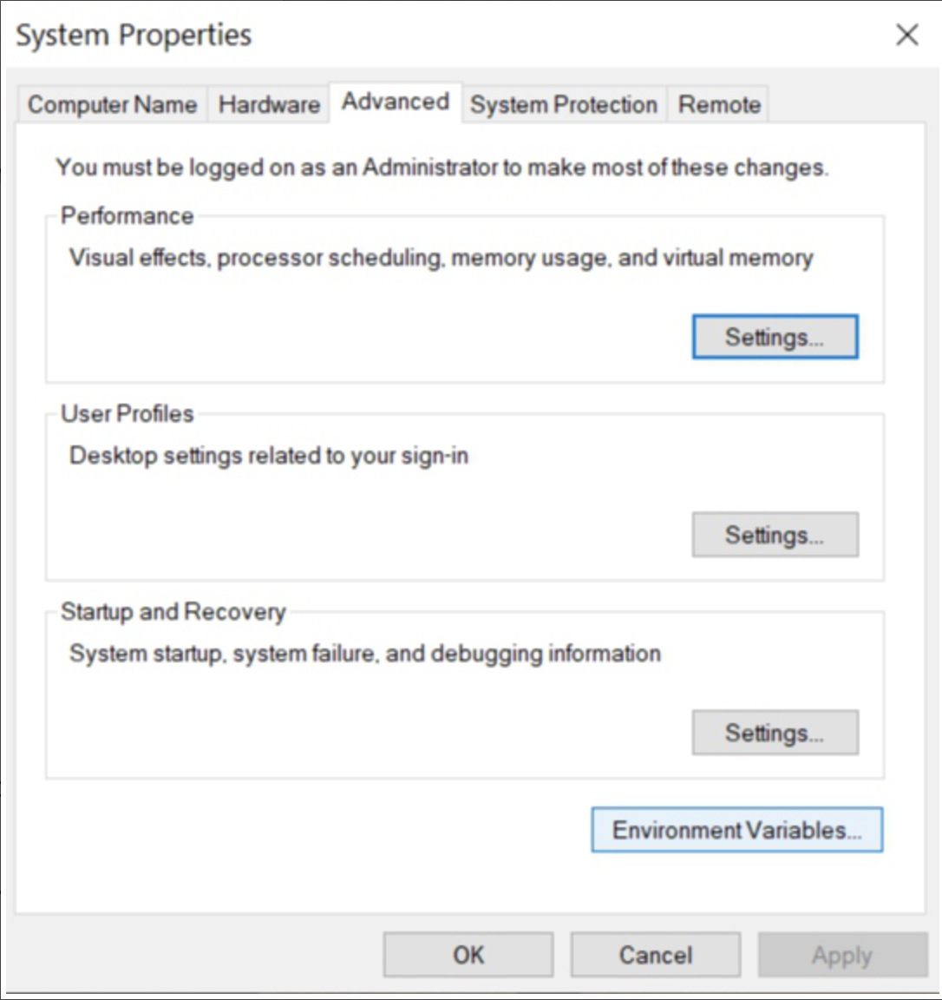 System Properties
Computer Name
Hardware
Advanced
System Protection
Remote
You must be logged on as an Administrator to make most of these changes.
Performance
Visual effects, processor scheduling, memory usage, and virtual memory
Settings...
User Profiles
Desktop settings related to your sign-in
Settings...
Startup and Recovery
System startup, system failure, and debugging information
Settings...
Environment Variables...
OK
Cancel
Apply